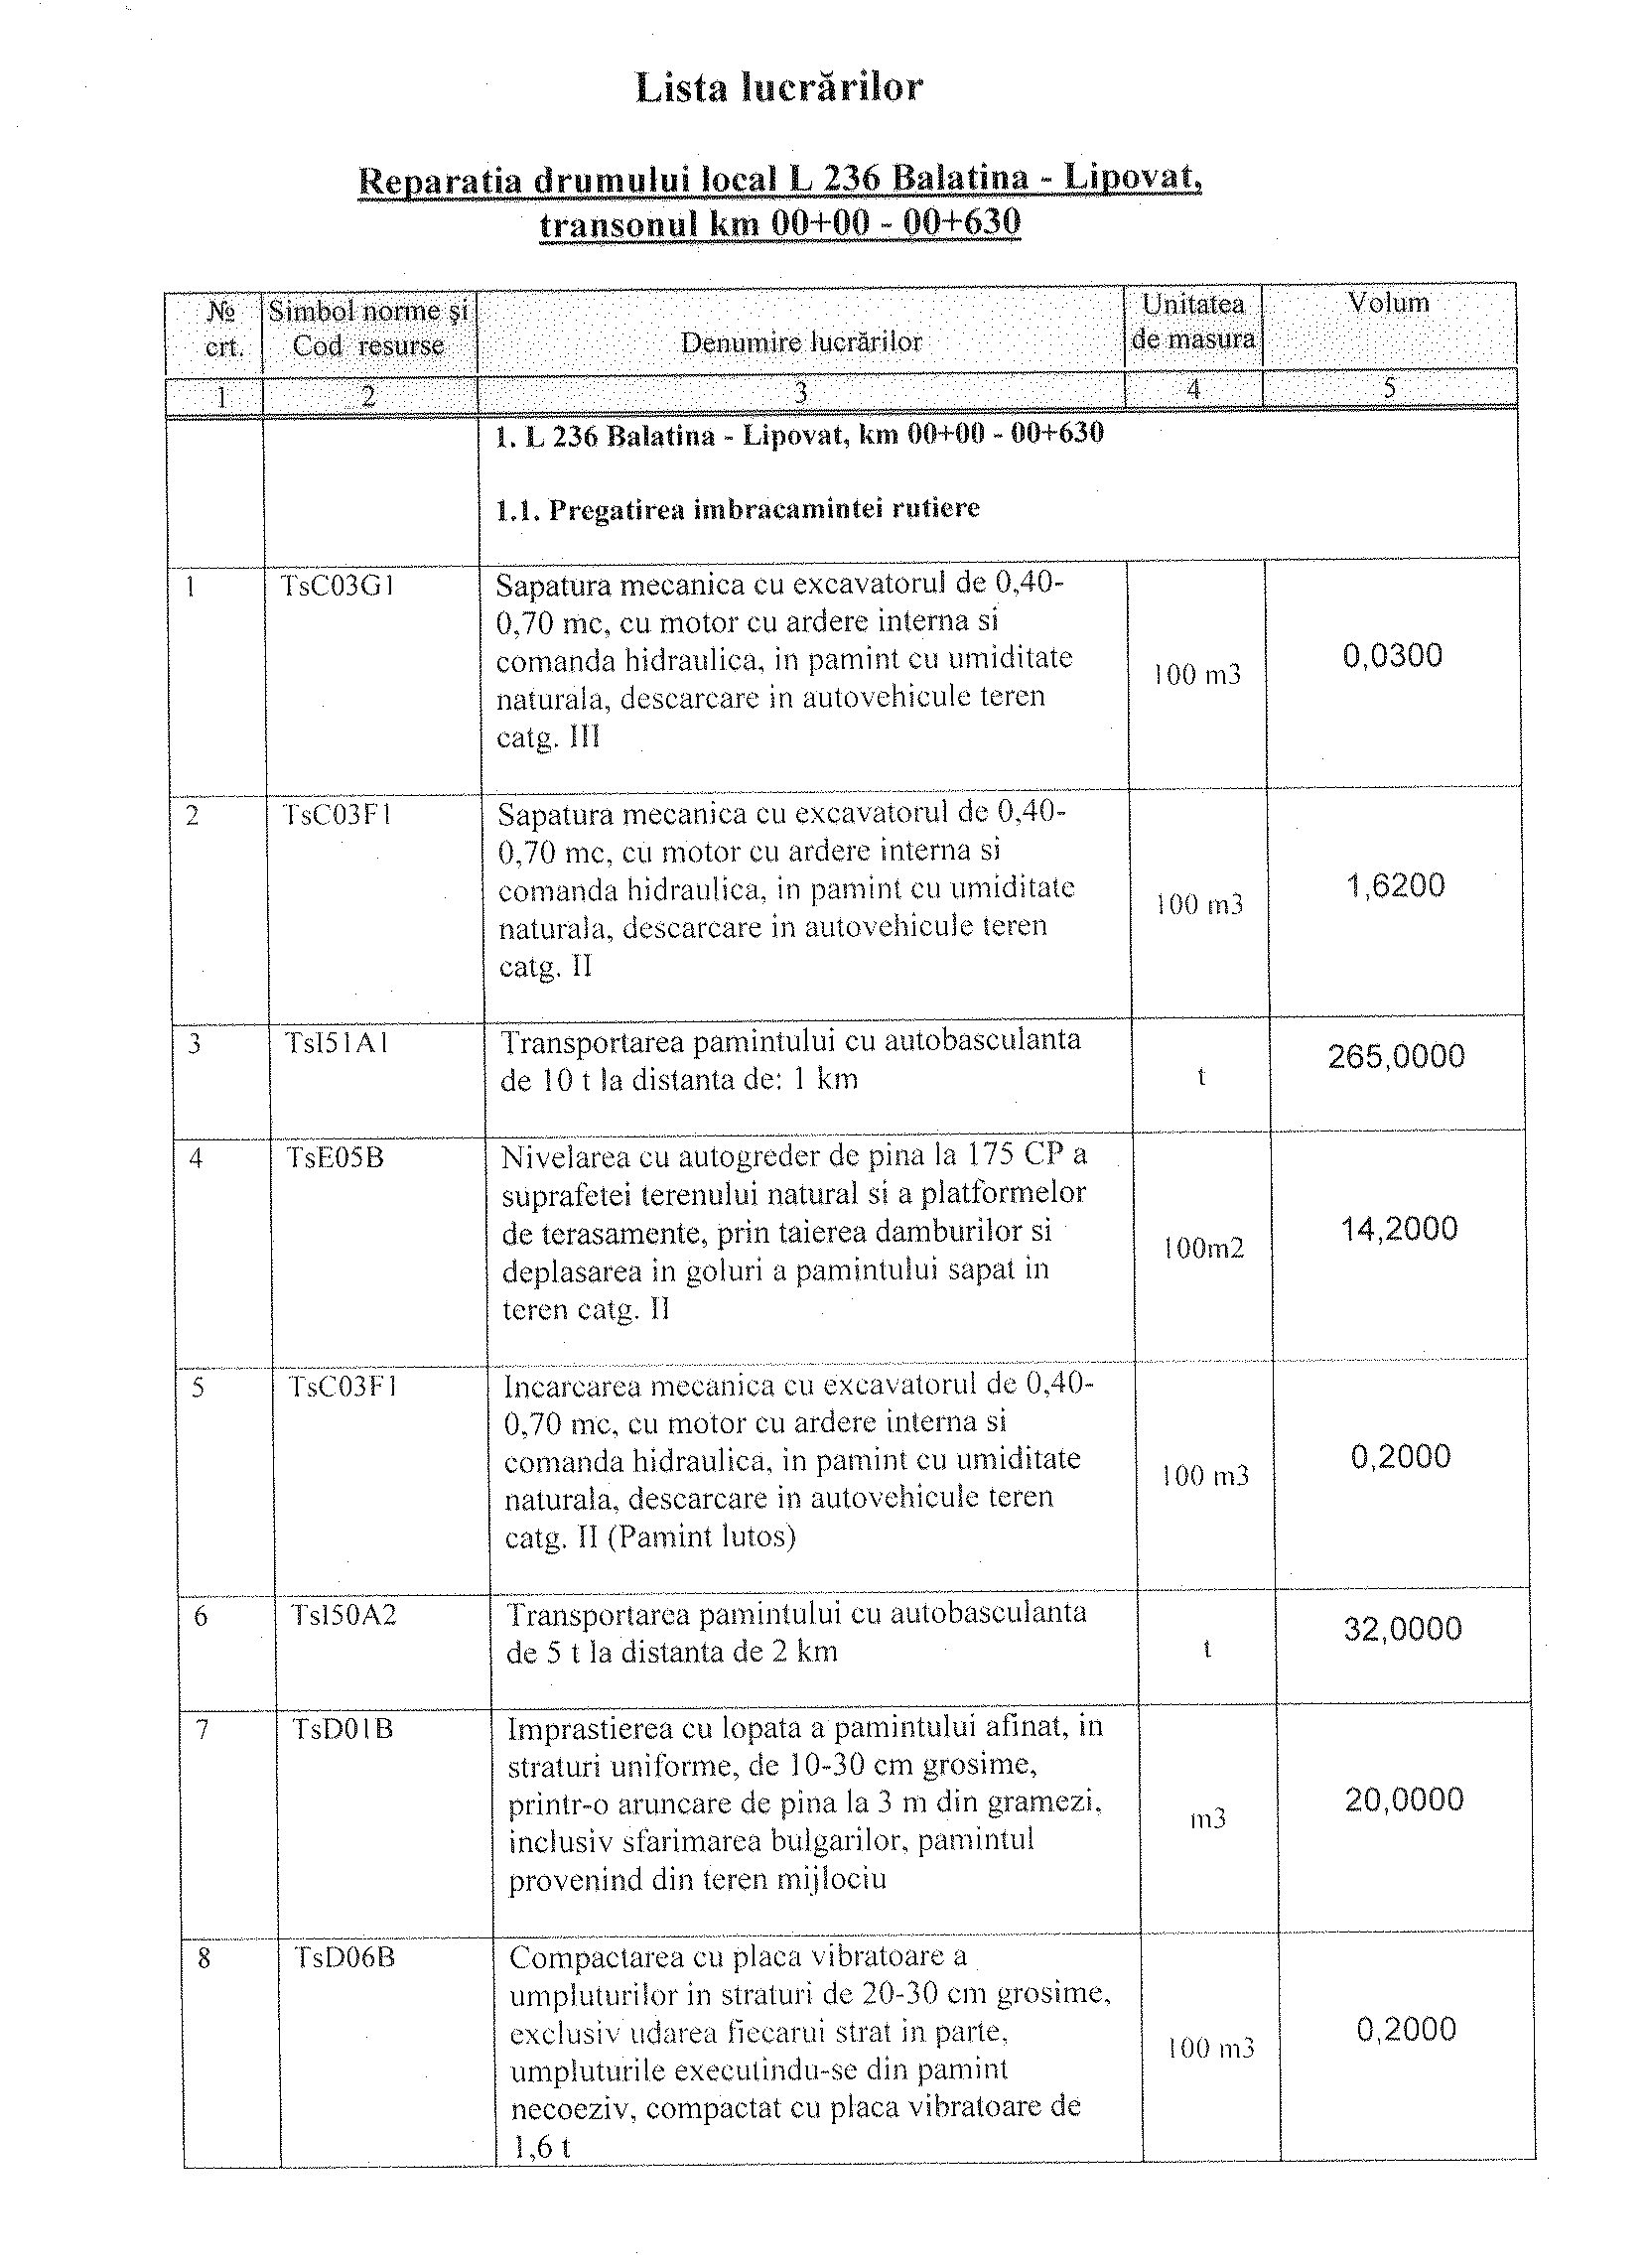 Lista lucrărilor
Reparatia drumului local L 236 Balatina - Lipovat,
transonul km 00+00 - 00+630
№ crt.
Simbol norme şi Cod resurse
Denumire lucrărilor
Unitatea de masura
Volum
1 2 3 4 5
1. L 236 Balatina - Lipovat, km 00+00 - 00+630
1.1. Pregatirea imbracamintei rutiere
1 TsC03G1 Sapatura mecanica cu excavatorul de 0,40-
0,70 mc, cu motor cu ardere interna si
comanda hidraulica, in pamint cu umiditate
naturala, descarcare in autovehicule teren
catg. III
100 m3 0,0300
2 TsC03F1 Sapatura mecanica cu excavatorul de 0,40-
0,70 mc, cu motor cu ardere interna si
comanda hidraulica, in pamint cu umiditate
naturala, descarcare in autovehicule teren
catg. II
100 m3 1,6200
3 TsI51A1 Transportarea pamintului cu autobasculanta
de 10 t la distanta de: 1 km
t 265,0000
4 TsE05B Nivelarea cu autogreder de pina la 175 CP a
suprafetei terenului natural si a platformelor
de terasamente, prin taierea damburilor si
deplasarea in goluri a pamintului sapat in
teren catg. II
100m2 14,2000
5 TsC03F1 Incarcarea mecanica cu excavatorul de 0,40-
0,70 mc, cu motor cu ardere interna si
comanda hidraulica, in pamint cu umiditate
naturala, descarcare in autovehicule teren
catg. II (Pamint lutos)
100 m3 0,2000
6 TsI50A2 Transportarea pamintului cu autobasculanta
de 5 t la distanta de 2 km
t 32,0000
7 TsD01B Imprastierea cu lopata a pamintului afinat, in
straturi uniforme, de 10-30 cm grosime,
printr-o aruncare de pina la 3 m din gramezi,
inclusiv sfarimarea bulgarilor, pamintul
provenind din teren mijlociu
m3 20,0000
8 TsD06B Compactarea cu placa vibratoare a
umpluturilor in straturi de 20-30 cm grosime,
exclusiv udarea fiecarui strat in parte,
umpluturile executindu-se din pamint
necoeziv, compactat cu placa vibratoare de
1,6 t
100 m3 0,2000